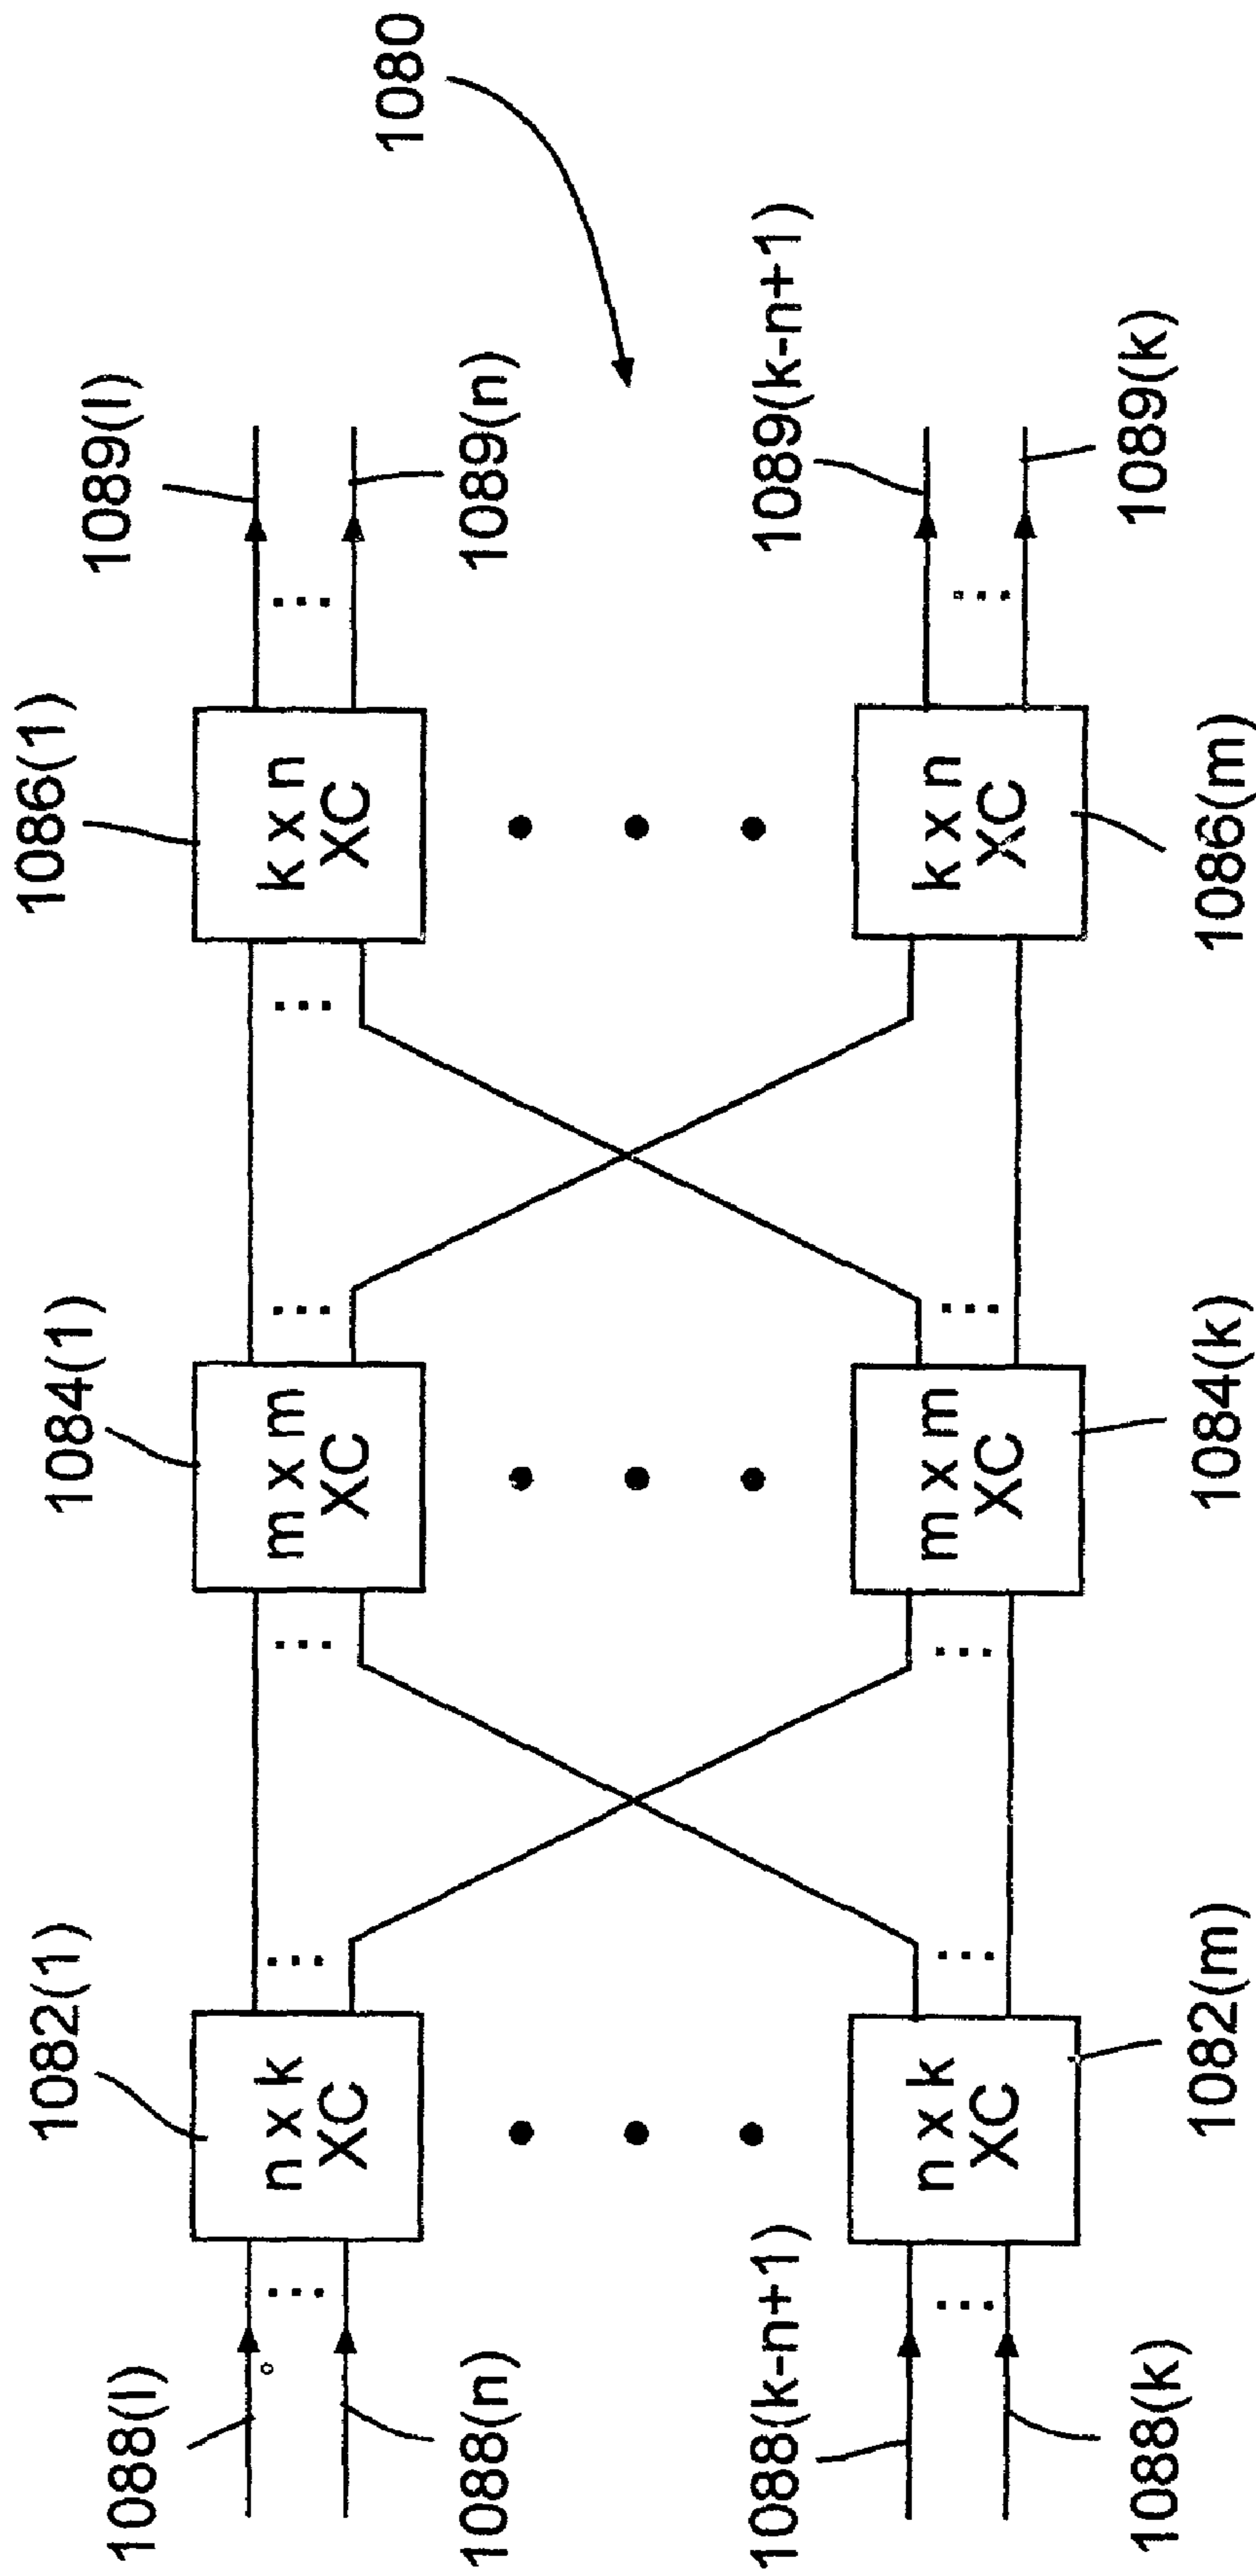 1080
1082(1)
1084(1)
1086(1)
1088(l)
n x k
XC
m x m
XC
k x n
XC
1089(l)
1088(n)
1089(n)
1088(k-n+1)
1089(k-n+1)
n x k
XC
m x m
XC
k x n
XC
1088(k)
1089(k)
1082(m)
1084(k)
1086(m)